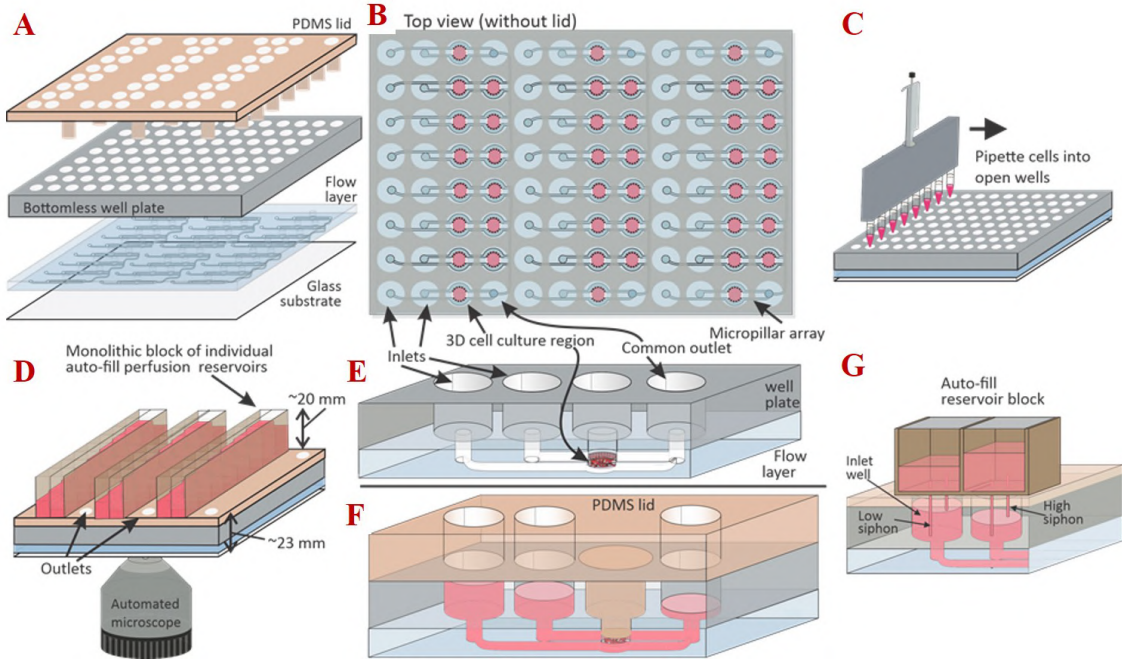 A
PDMS lid
Bottomless well plate
Flow
layer
Glass
substrate
B
Top view (without lid)
Inlets
3D cell culture region
Common outlet
Micropillar array
C
Pipette cells into
open wells
D
Monolithic block of individual
auto-fill perfusion reservoirs
~20 mm
~23 mm
Outlets
Automated
microscope
E
well
plate
Flow
layer
F
PDMS lid
G
Auto-fill
reservoir block
Inlet
well
Low
siphon
High
siphon